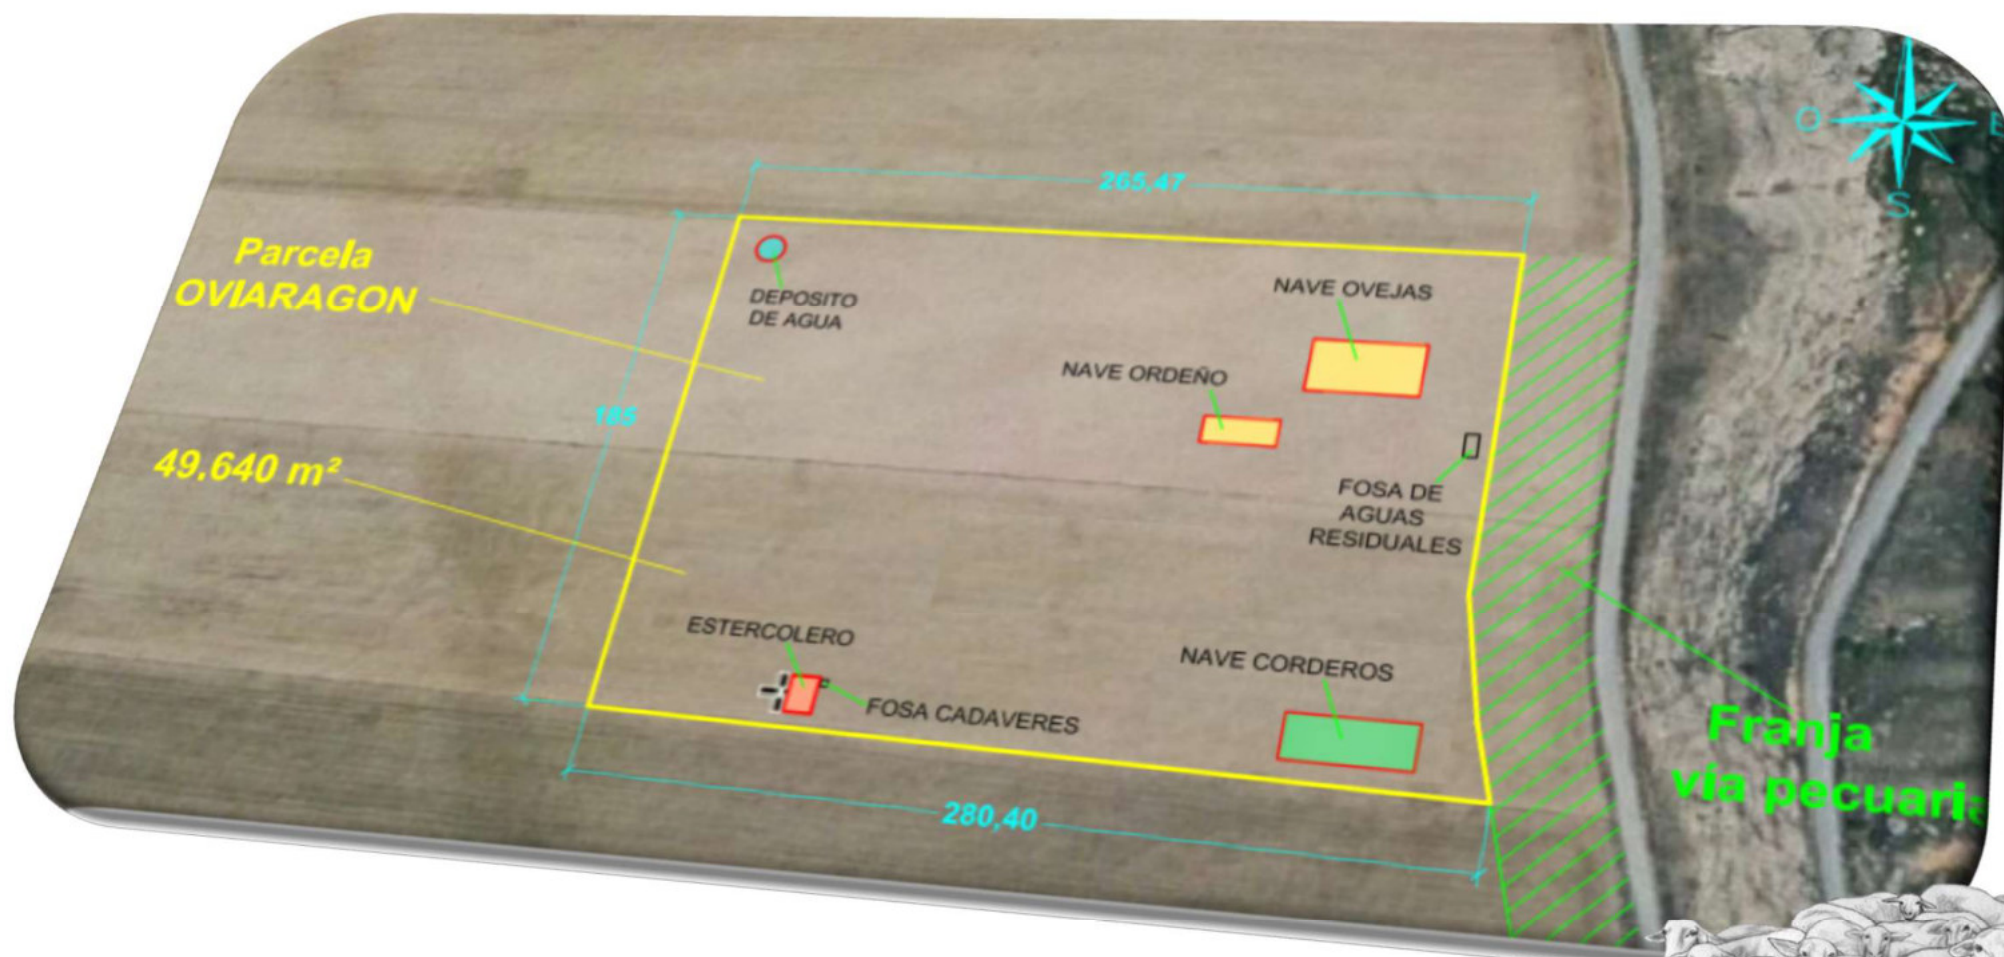 O
E
S
265,47
Parcela
OVIARAGON
DEPOSITO
DE AGUA
NAVE OVEJAS
NAVE ORDEÑO
185
49.640 m²
FOSA DE
AGUAS
RESIDUALES
ESTERCOLERO
NAVE CORDEROS
FOSA CADAVERES
Franja
vía pecuaria
280,40